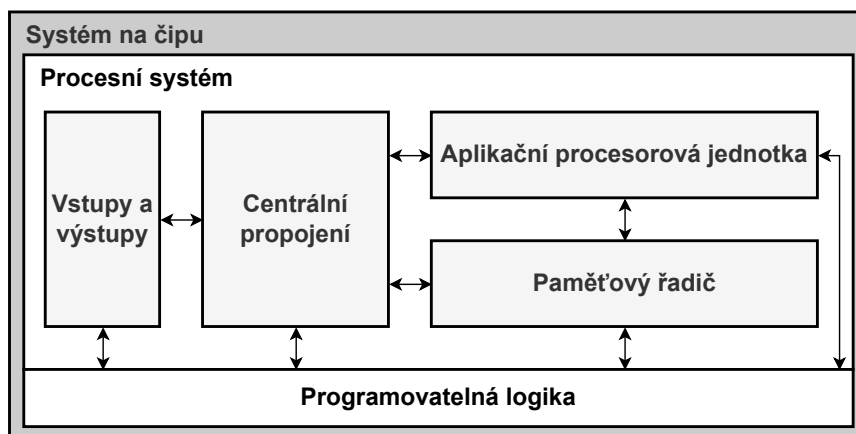 Systém na čipu
Procesní systém
Vstupy a
výstupy
Centrální
propojení
Aplikační procesorová jednotka
Paměťový řadič
Programovatelná logika